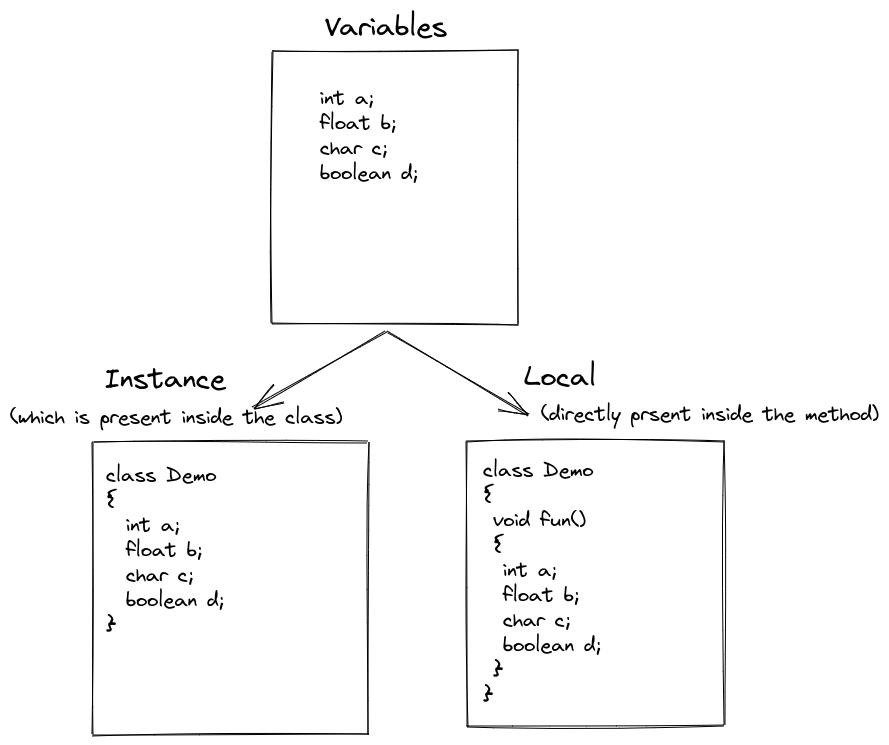 Variables
int a;
float b;
char c;
boolean d;
Instance
(which is present inside the class)
class Demo
{
int a;
float b;
char c;
boolean d;
}
Local
(directly prsent inside the method)
class Demo
{
void fun()
{
int a;
float b;
char c;
boolean d;
}
}